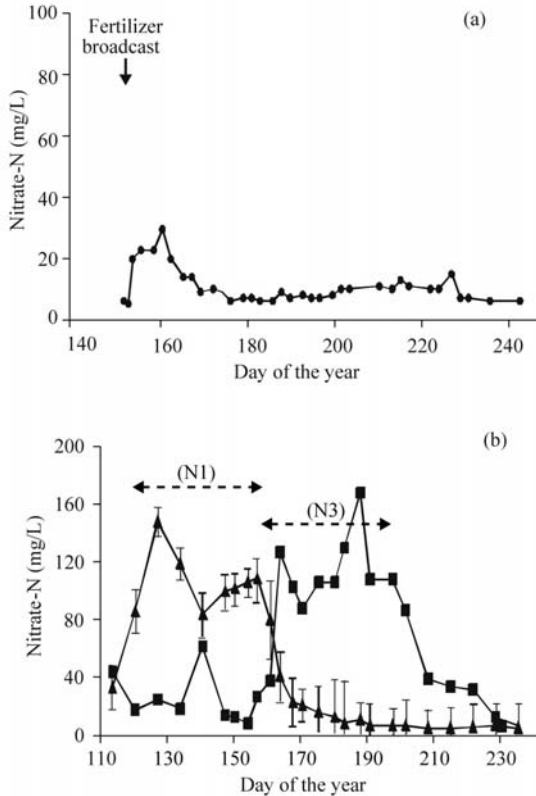 (a)
Fertilizer
broadcast
Nitrate-N (mg/L)
100
80
60
40
20
0
140 160 180 200 220 240
Day of the year
(b)
Nitrate-N (mg/L)
200
160
120
80
40
0
(N1)
(N3)
110 130 150 170 190 210 230
Day of the year